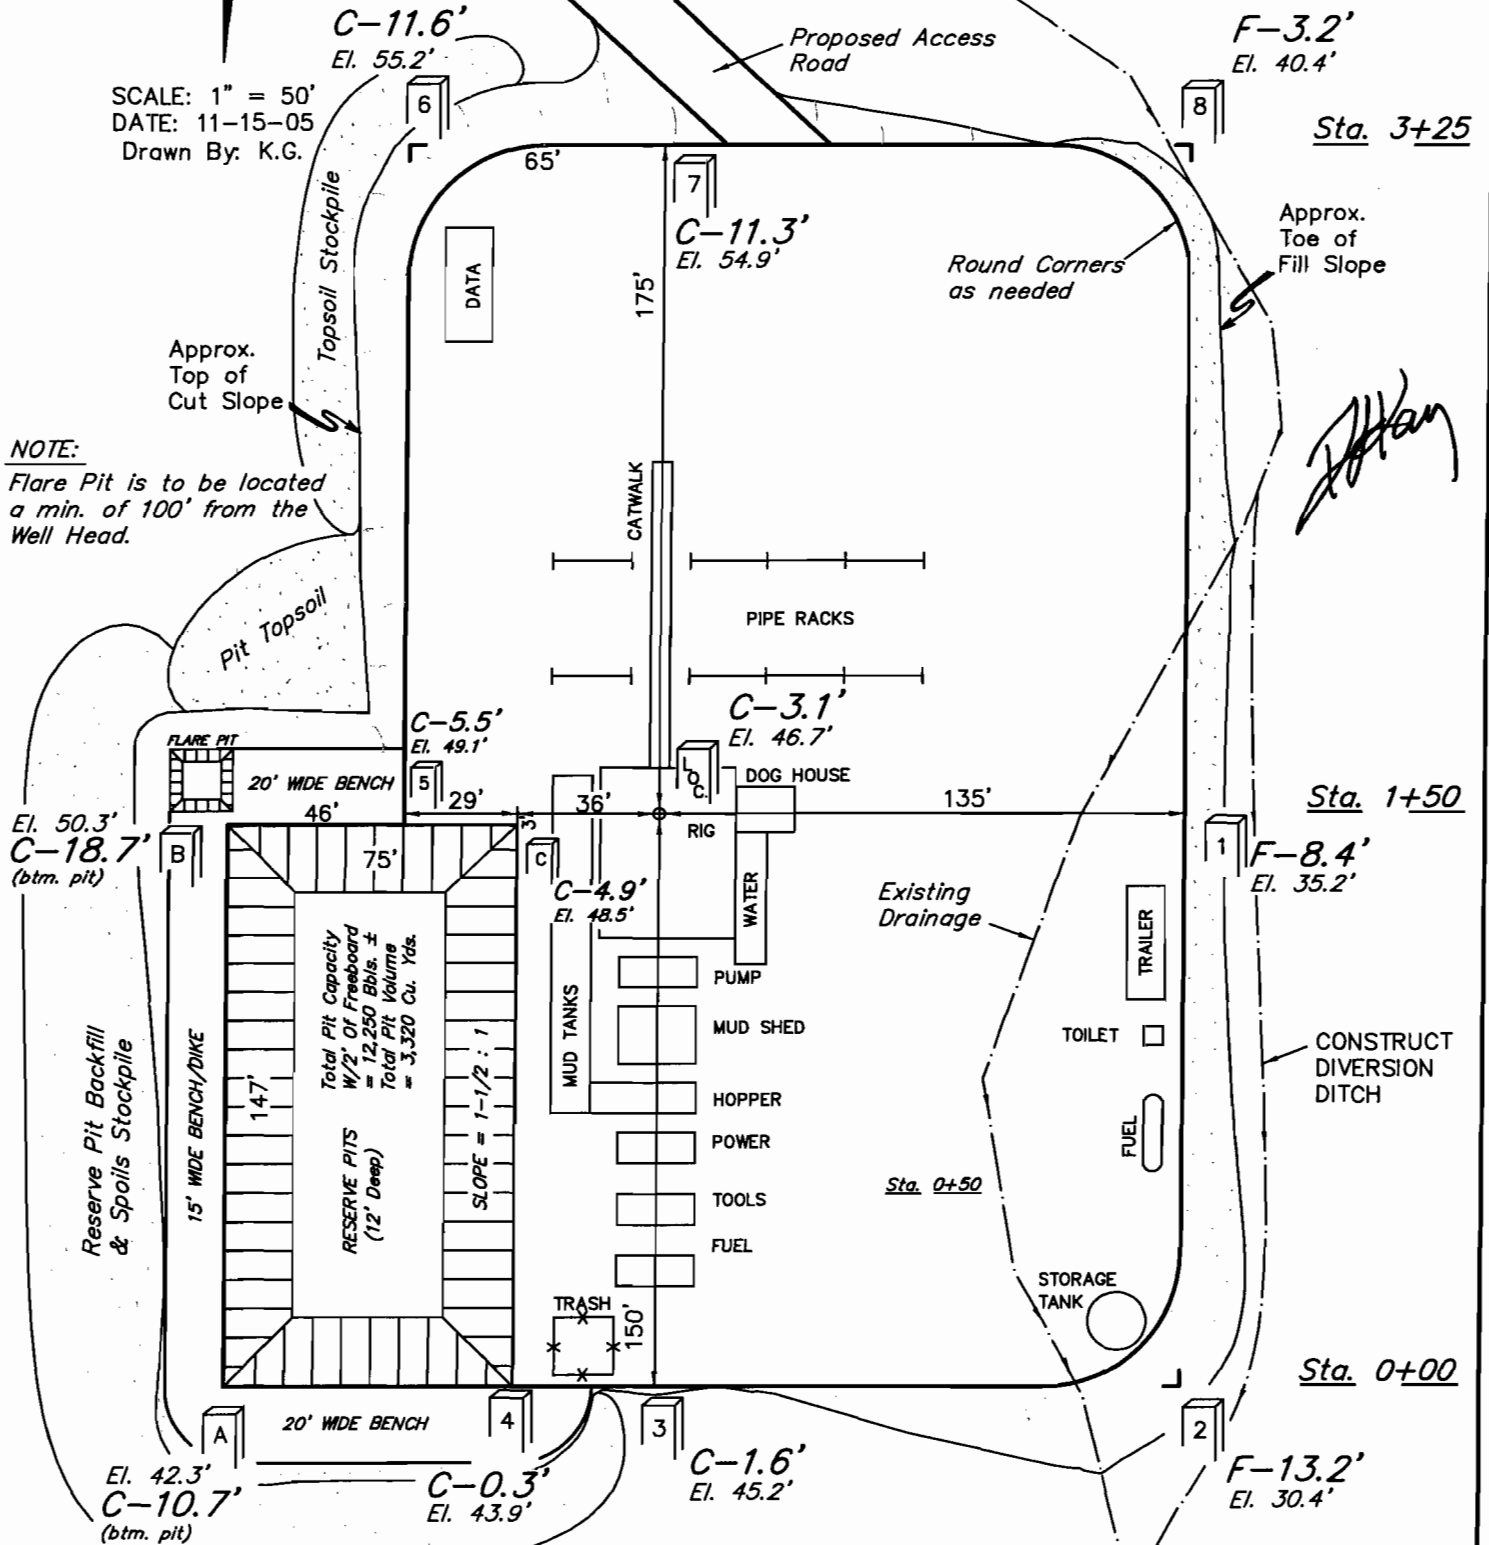 C-11.6'
El. 55.2'
F-3.2'
El. 40.4'
Proposed Access
Road
SCALE: 1" = 50'
DATE: 11-15-05
Drawn By: K.G.
6
8
Sta. 3+25
65'
7
C-11.3'
El. 54.9'
Topsoil Stockpile
DATA
175'
Round Corners
as needed
Approx.
Toe of
Fill Slope
Approx.
Top of
Cut Slope
NOTE:
Flare Pit is to be located
a min. of 100' from the
Well Head.
CATWALK
PIPE RACKS
Pit Topsoil
C-5.5'
El. 49.1'
C-3.1'
El. 46.7'
FLARE PIT
20' WIDE BENCH
5
LOC.
DOG HOUSE
46'
29'
36'
135'
Sta. 1+50
3'
RIG
El. 50.3'
C-18.7'
(btm. pit)
B
75'
C
C-4.9'
El. 48.5'
1
F-8.4'
El. 35.2'
WATER
Existing
Drainage
TRAILER
Total Pit Capacity
W/2' Of Freeboard
= 12,250 Bbls. ±
Total Pit Volume
= 3,320 Cu. Yds.
PUMP
MUD SHED
MUD TANKS
TOILET
CONSTRUCT
DIVERSION
DITCH
Reserve Pit Backfill
& Spoils Stockpile
15' WIDE BENCH/DIKE
147'
RESERVE PITS
(12' Deep)
SLOPE = 1-1/2 : 1
HOPPER
POWER
FUEL
TOOLS
Sta. 0+50
FUEL
STORAGE
TANK
TRASH
150'
Sta. 0+00
A
20' WIDE BENCH
4
3
2
El. 42.3'
C-10.7'
(btm. pit)
C-0.3'
El. 43.9'
C-1.6'
El. 45.2'
F-13.2'
El. 30.4'